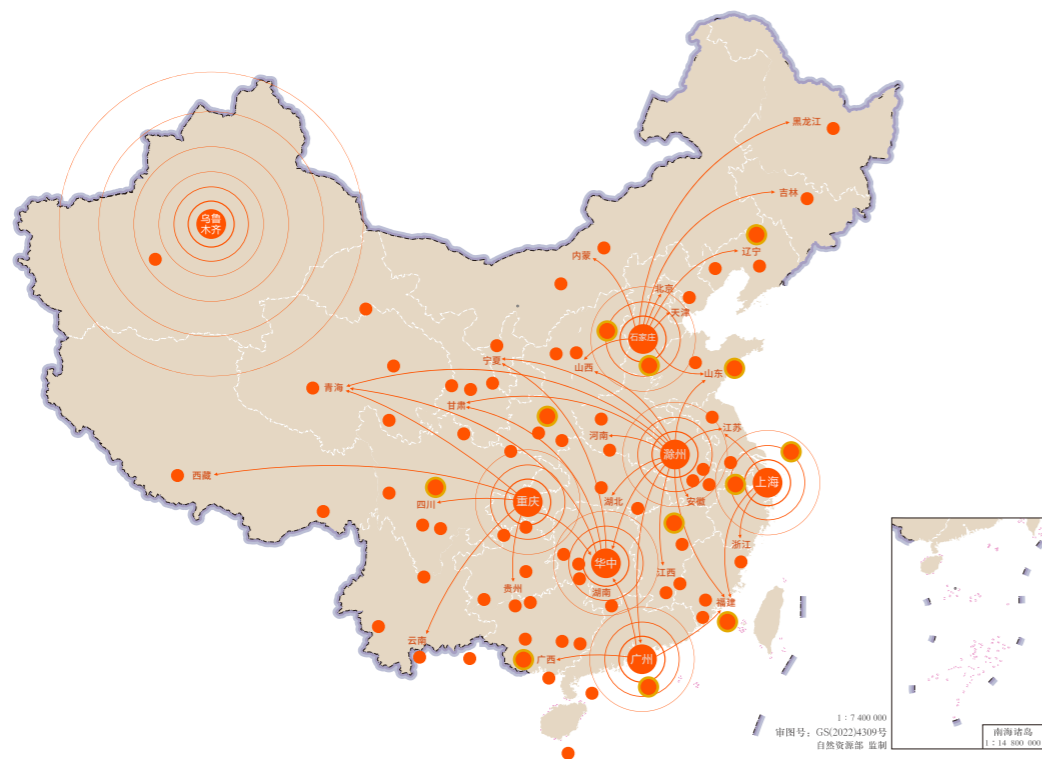 黑龙江
吉林
乌鲁
木齐
辽宁
内蒙
北京
天津
石家庄
宁夏
山西
山东
青海
甘肃
河南
江苏
滁州
西藏
上海
四川
重庆
湖北
安徽
浙江
华中
江西
贵州
湖南
福建
云南
广西
广州
1：7 400 000
审图号：GS(2022)4309号
自然资源部 监制
南海诸岛
1：14 800 000